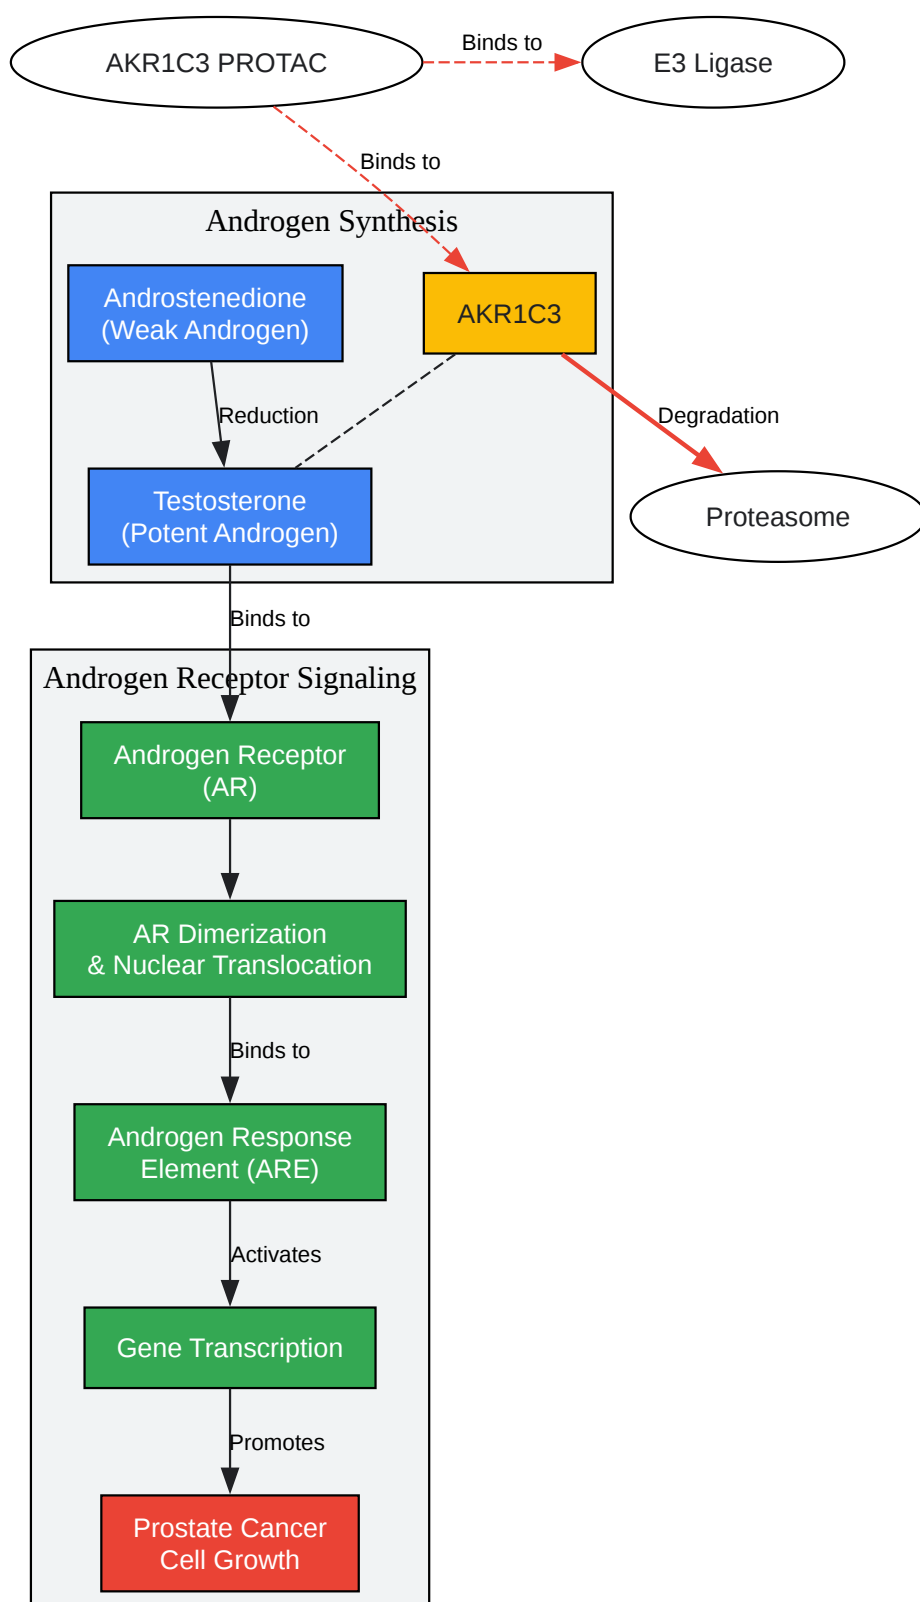 AKR1C3 PROTAC
Binds to
E3 Ligase
Binds to
Androgen Synthesis
Androstenedione
(Weak Androgen)
AKR1C3
Reduction
Degradation
Testosterone
(Potent Androgen)
Proteasome
Binds to
Androgen Receptor Signaling
Androgen Receptor
(AR)
AR Dimerization
& Nuclear Translocation
Binds to
Androgen Response
Element (ARE)
Activates
Gene Transcription
Promotes
Prostate Cancer
Cell Growth